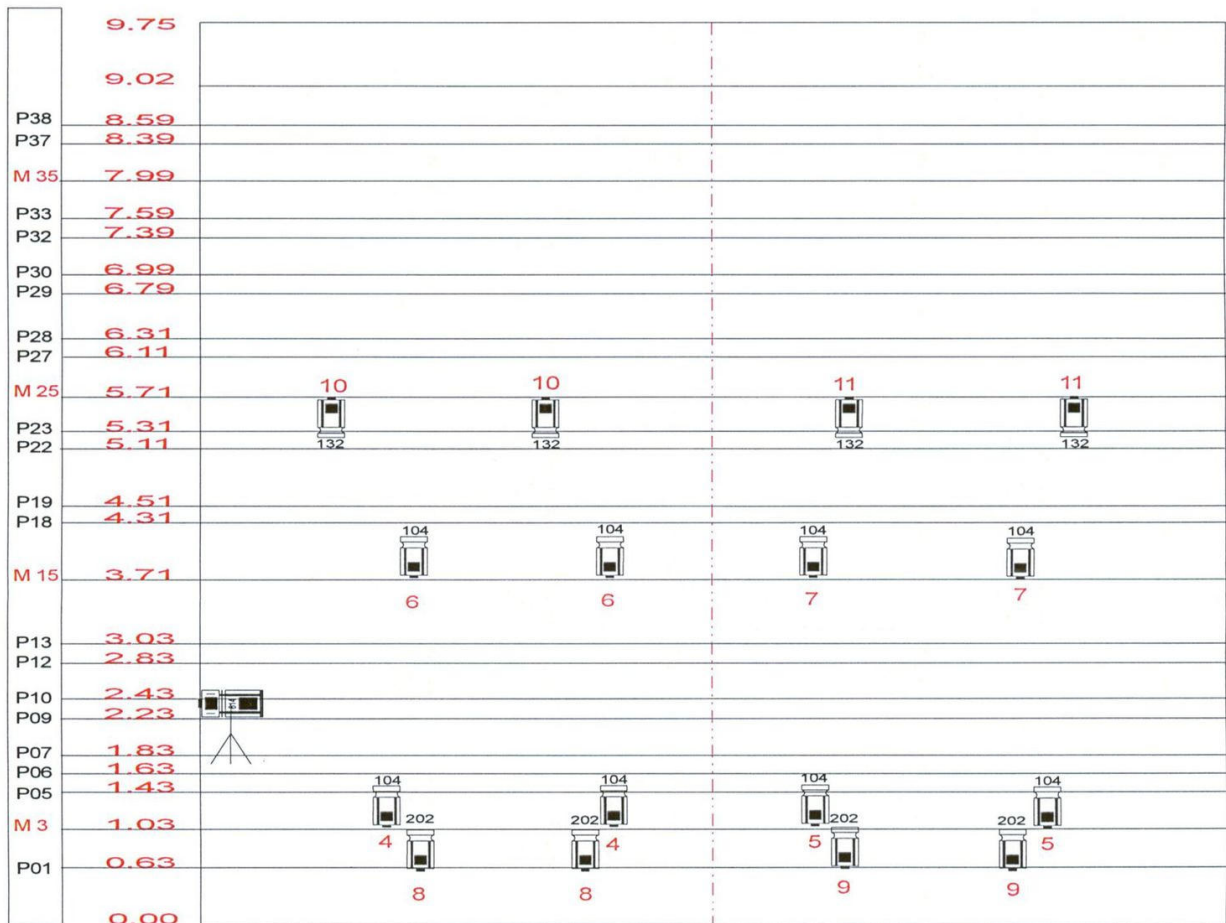 9.75
9.02
P38 8.59
P37 8.39
M 35 7.99
P33 7.59
P32 7.39
P30 6.99
P29 6.79
P28 6.31
P27 6.11
10 10 11 11
M 25 5.71
P23 5.31
132 132 132 132
P22 5.11
P19 4.51
P18 4.31
104 104 104 104
M 15 3.71
6 6 7 7
P13 3.03
P12 2.83
P10 2.43
614
P09 2.23
P07 1.83
P06 1.63
104 104 104 104
P05 1.43
202 202 202 202
M 3 1.03
4 4 5 5
P01 0.63
8 8 9 9
0.00